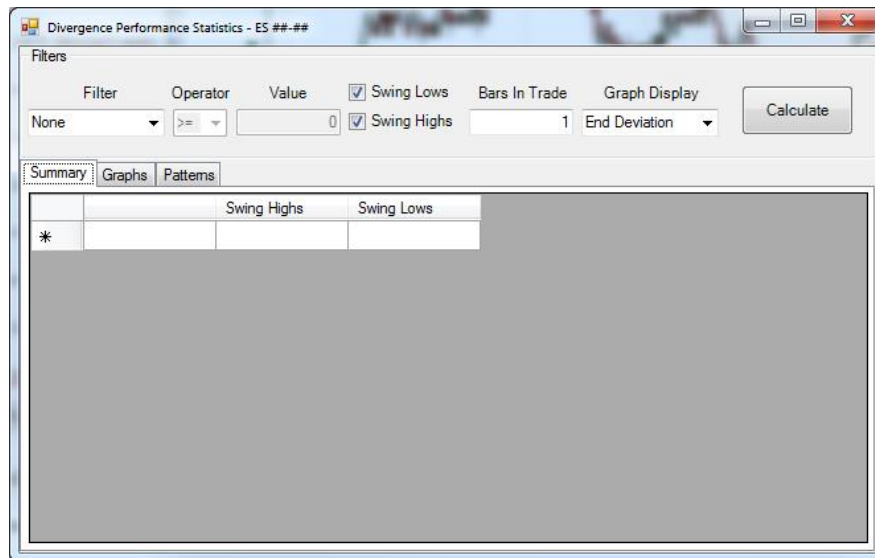 Divergence Performance Statistics - ES ##-##
Filters
Filter Operator Value Swing Lows Bars In Trade Graph Display
None >= 0 Swing Highs 1 End Deviation Calculate
Summary Graphs Patterns
Swing Highs Swing Lows
*